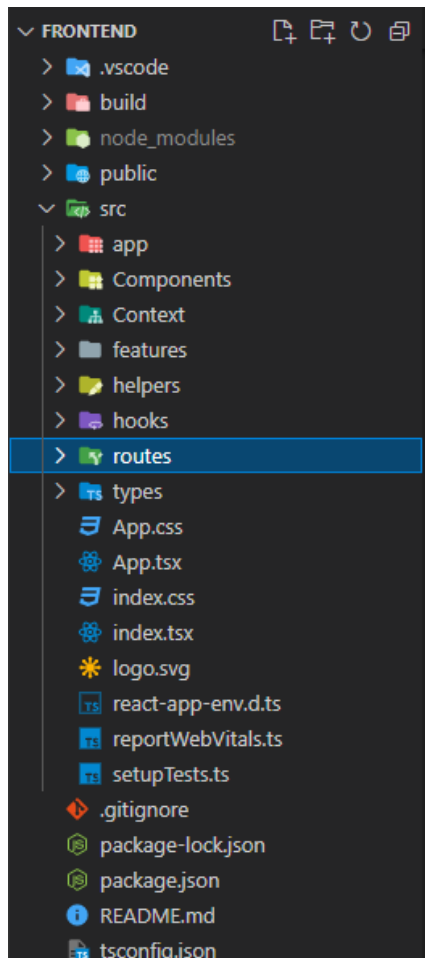 FRONTEND
.vscode
build
node_modules
public
src
app
Components
Context
features
helpers
hooks
routes
types
App.css
App.tsx
index.css
index.tsx
logo.svg
react-app-env.d.ts
reportWebVitals.ts
setupTests.ts
.gitignore
package-lock.json
package.json
README.md
tsconfig.json